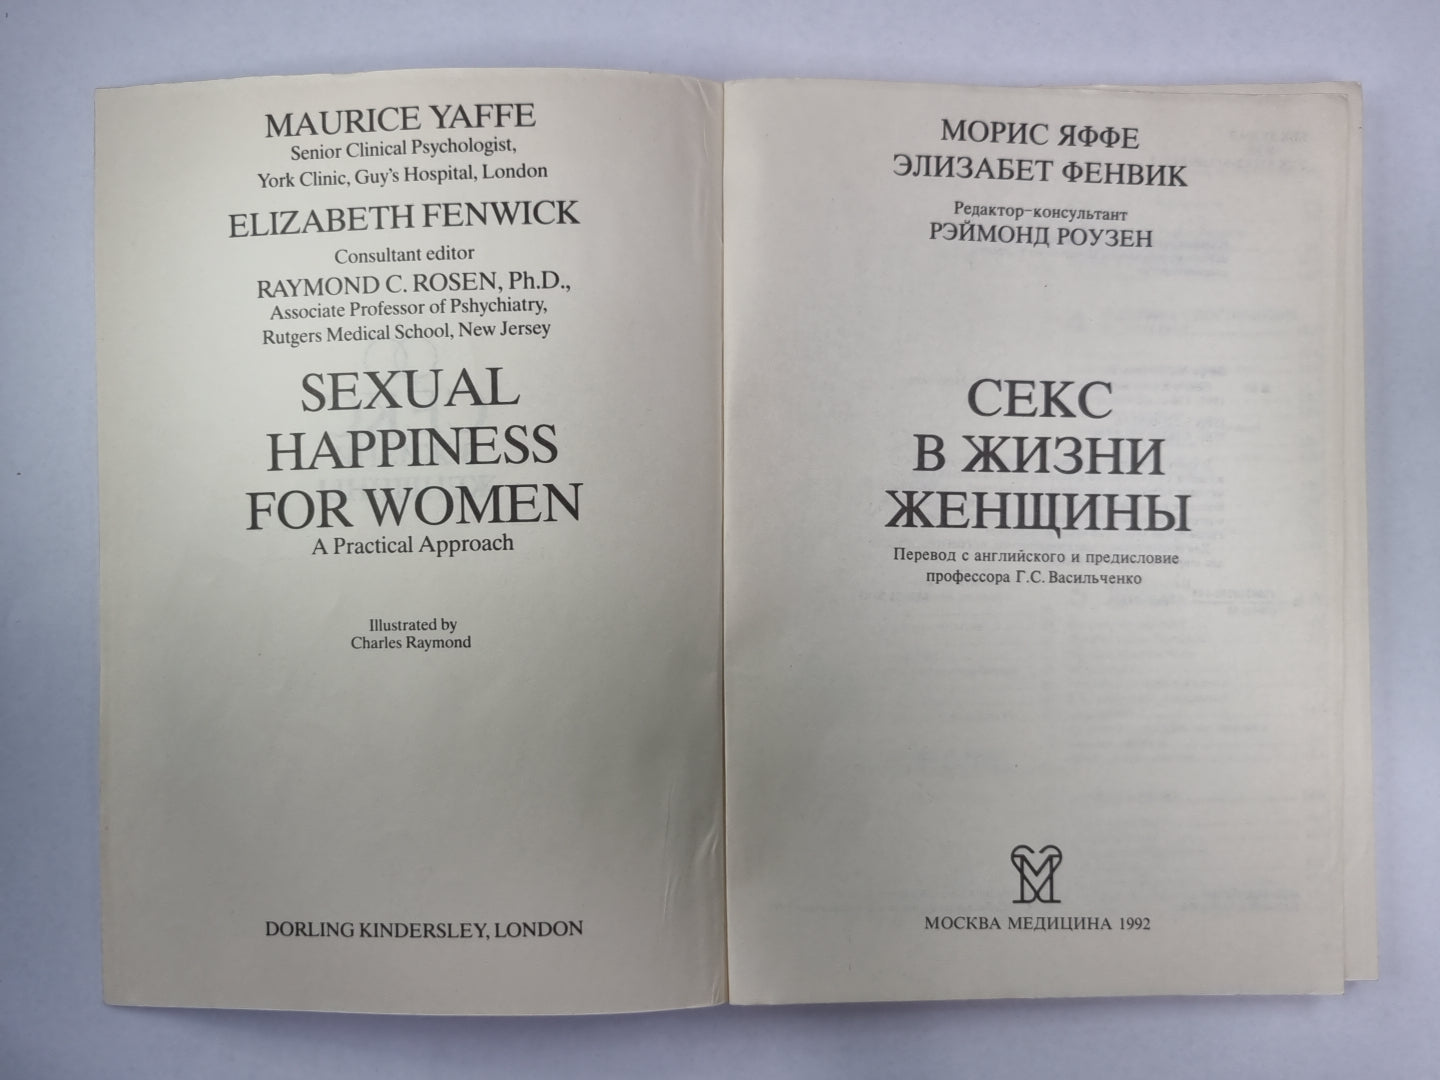 MAURICE YAFFE
Senior Clinical Psychologist,
York Clinic, Guy's Hospital, London
ELIZABETH FENWICK
Consultant editor
RAYMOND C. ROSEN, Ph.D.,
Associate Professor of Pshychiatry,
Rutgers Medical School, New Jersey
SEXUAL
HAPPINESS
FOR WOMEN
A Practical Approach
Illustrated by
Charles Raymond
DORLING KINDERSLEY, LONDON
МОРИС ЯФФЕ
ЭЛИЗАБЕТ ФЕНВИК
Редактор-консультант
РЭЙМОНД РОУЗЕН
СЕКС
В ЖИЗНИ
ЖЕНЩИНЫ
Перевод с английского и предисловие
профессора Г.С. Васильченко
МОСКВА МЕДИЦИНА 1992